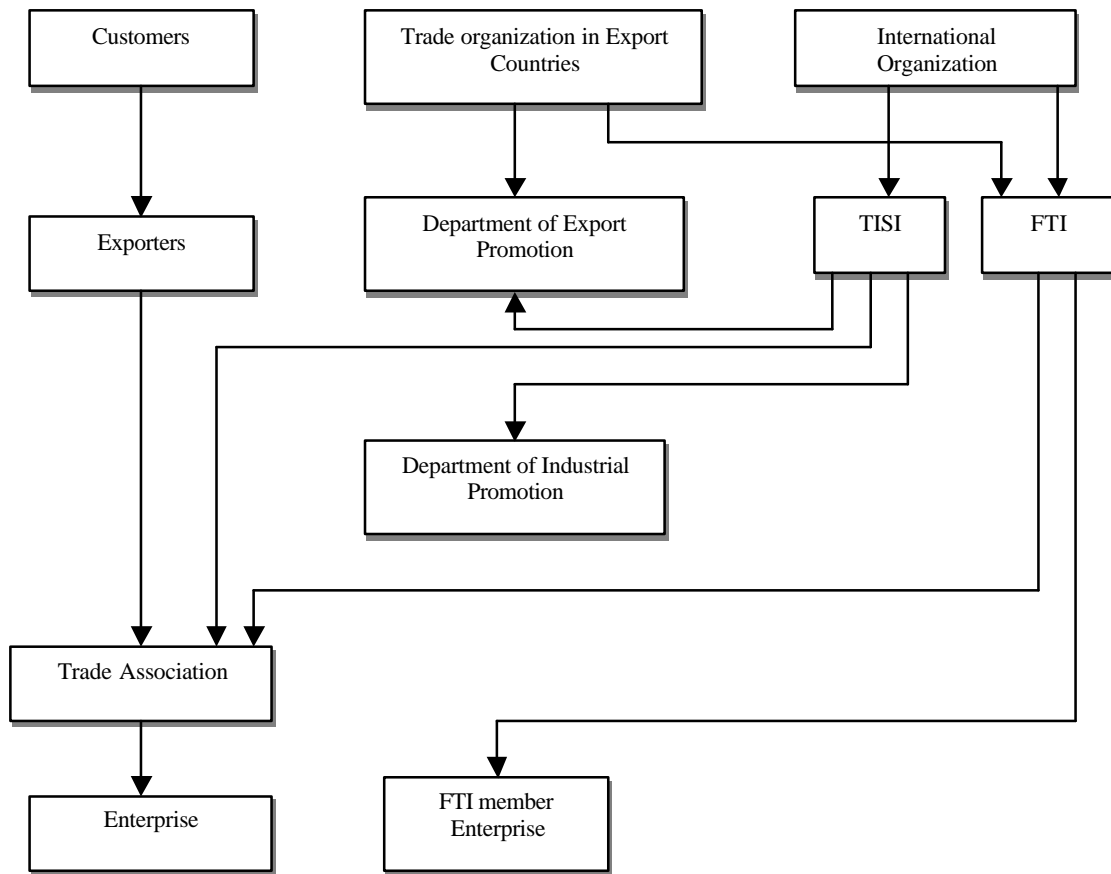 Customers
Trade organization in Export
Countries
International
Organization
Exporters
Department of Export
Promotion
TISI
FTI
Department of Industrial
Promotion
Trade Association
Enterprise
FTI member
Enterprise